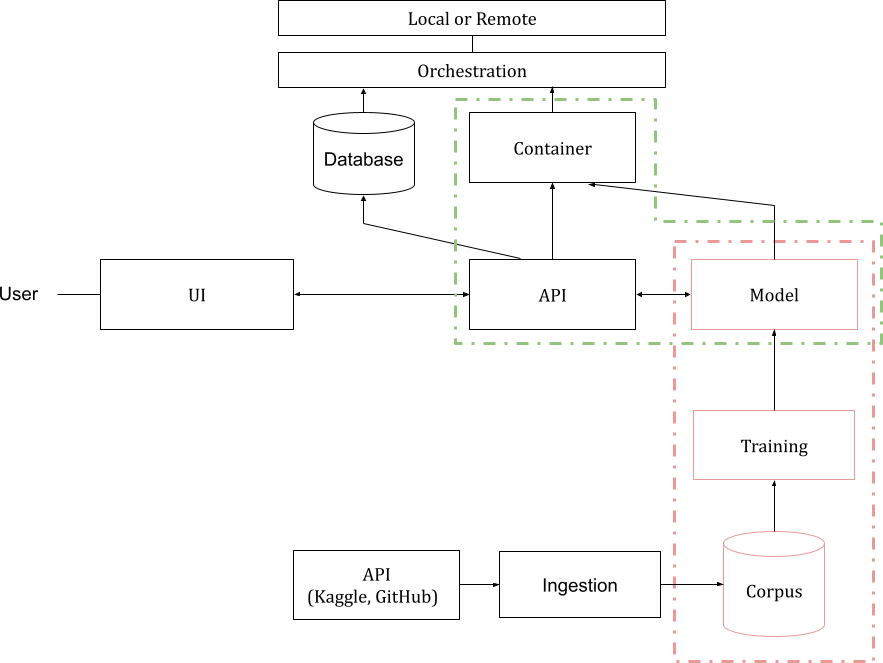 Local or Remote
Orchestration
Database
Container
User
UI
API
Model
Training
API
(Kaggle, GitHub)
Ingestion
Corpus